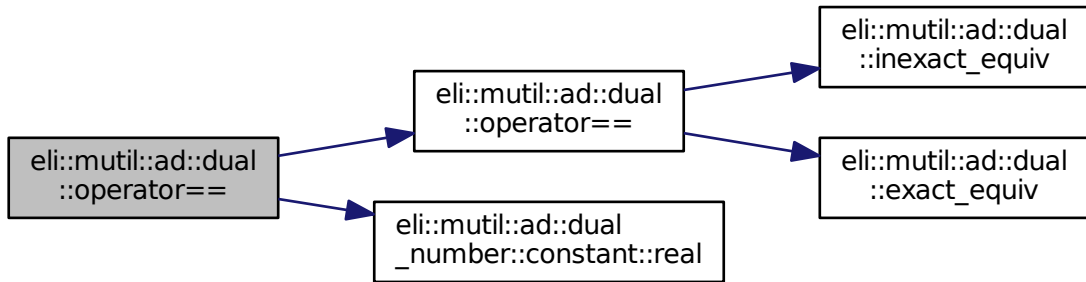 eli::mutil::ad::dual
::operator==
eli::mutil::ad::dual
::operator==
eli::mutil::ad::dual
_number::constant::real
eli::mutil::ad::dual
::inexact_equiv
eli::mutil::ad::dual
::exact_equiv